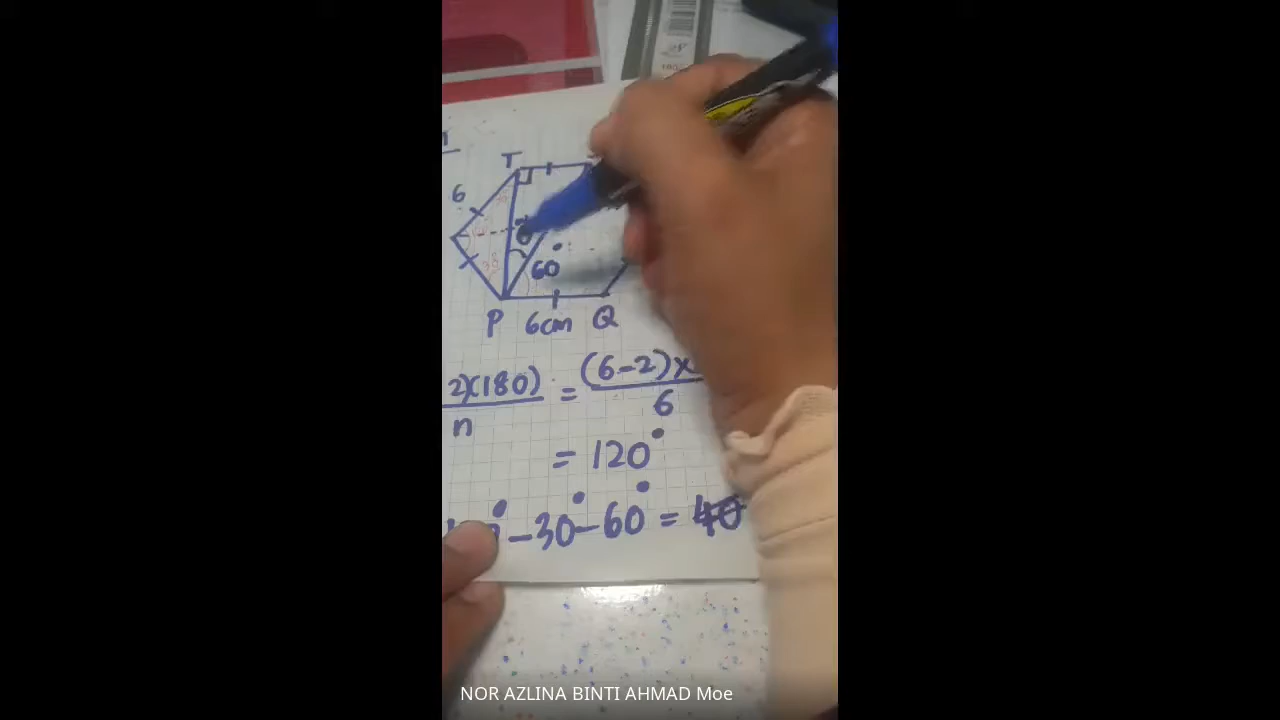 T
6
θ
60°
P 6cm Q
2)(180) = (6-2)x
n 6
= 120°
-30°-60° = 40
NOR AZLINA BINTI AHMAD Moe